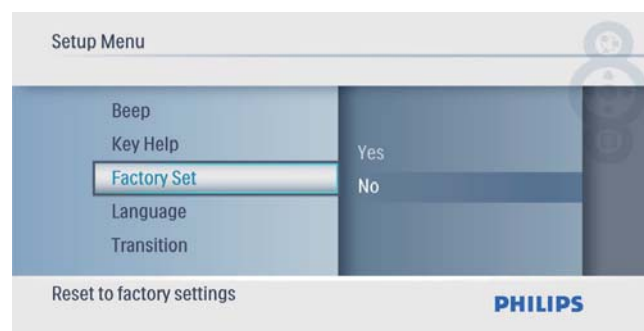 Setup Menu
Beep
Key Help
Factory Set
Language
Transition
Yes
No
Reset to factory settings
PHILIPS